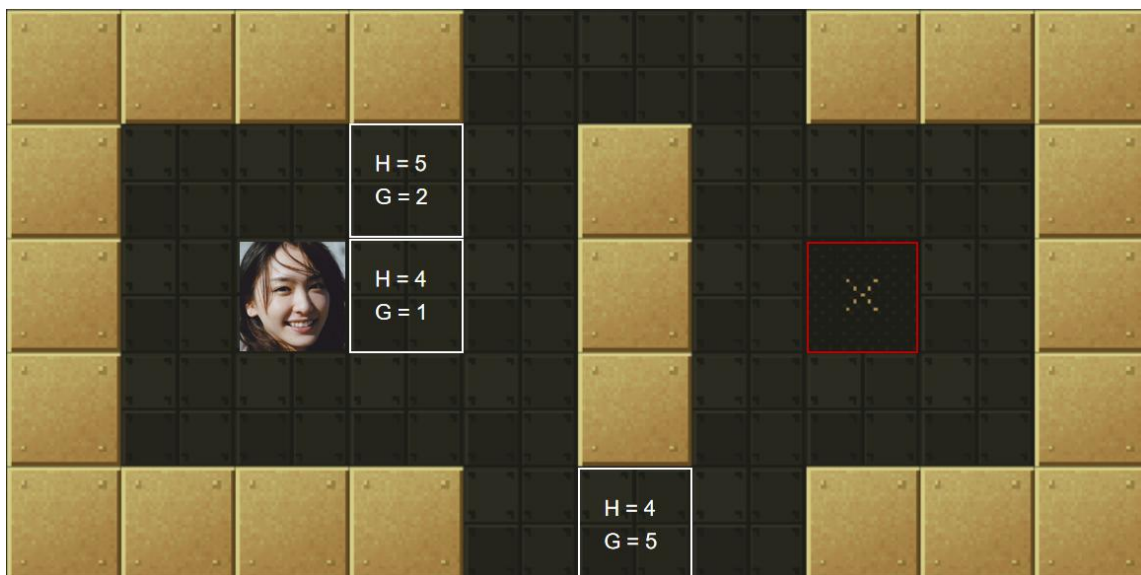 H = 5
G = 2
H = 4
G = 1
H = 4
G = 5